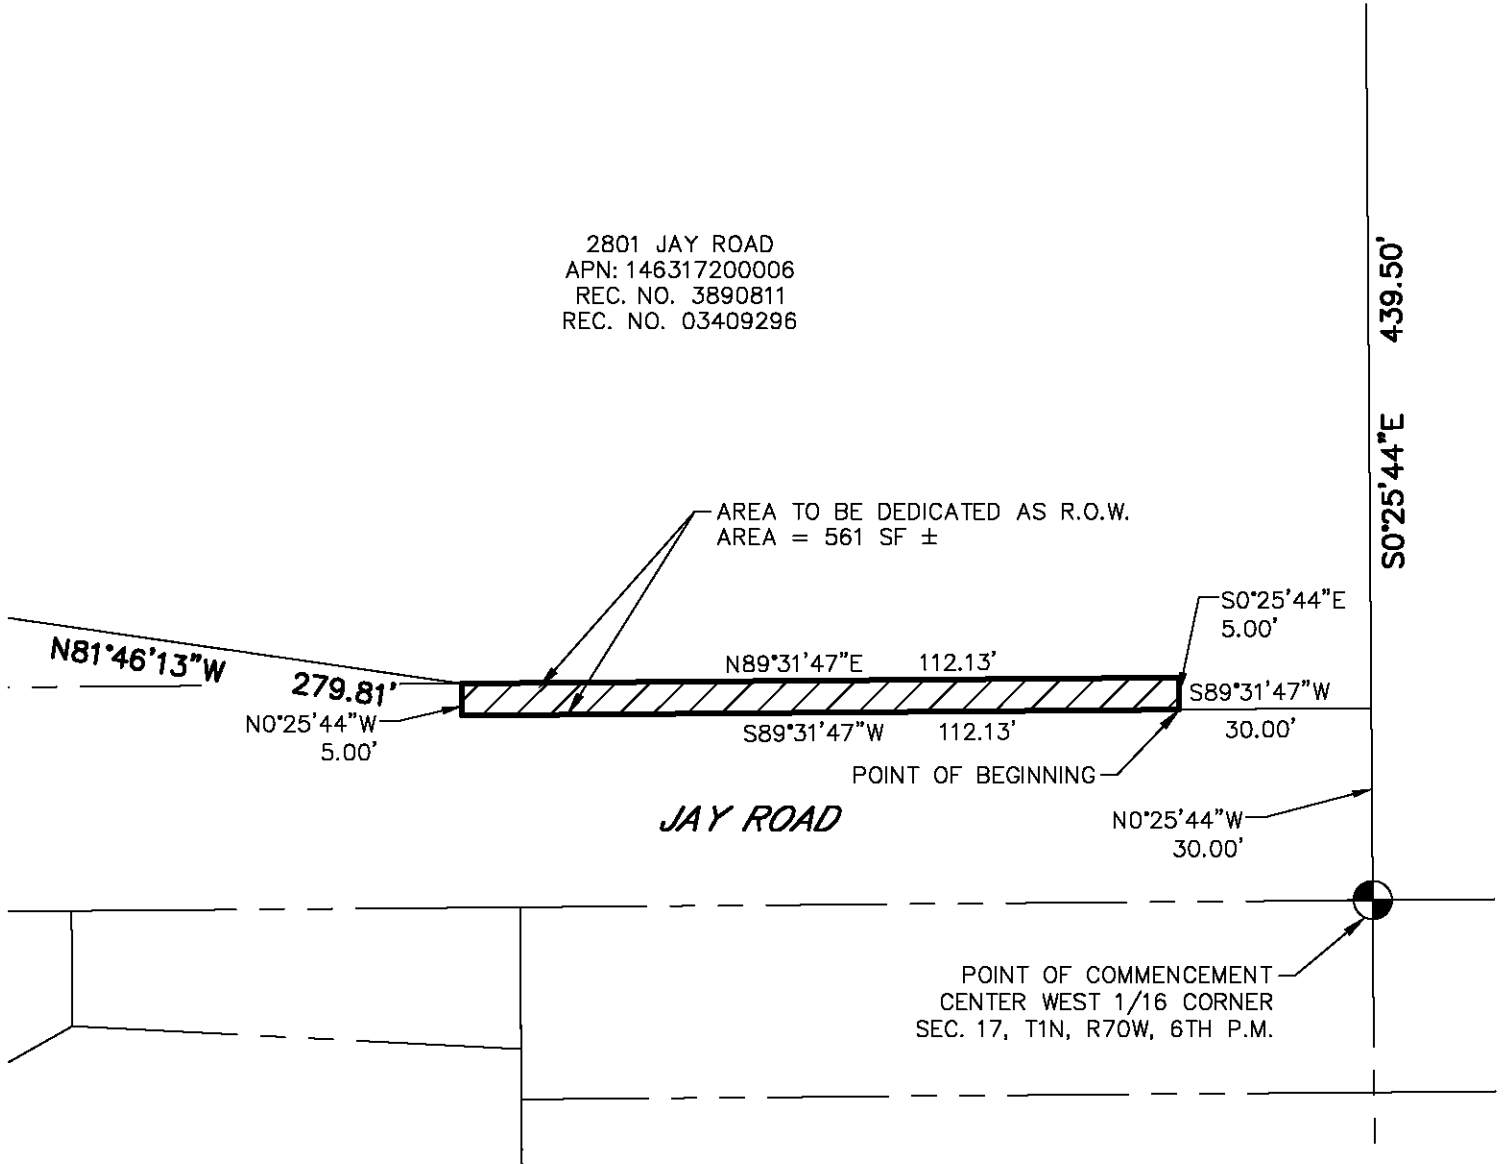 2801 JAY ROAD
APN: 146317200006
REC. NO. 3890811
REC. NO. 03409296
S0°25'44"E 439.50'
AREA TO BE DEDICATED AS R.O.W.
AREA = 561 SF ±
S0°25'44"E
5.00'
N81°46'13"W 279.81'
N89°31'47"E 112.13'
S89°31'47"W
30.00'
N0°25'44"W
5.00'
S89°31'47"W 112.13'
POINT OF BEGINNING
JAY ROAD
N0°25'44"W
30.00'
POINT OF COMMENCEMENT
CENTER WEST 1/16 CORNER
SEC. 17, T1N, R70W, 6TH P.M.